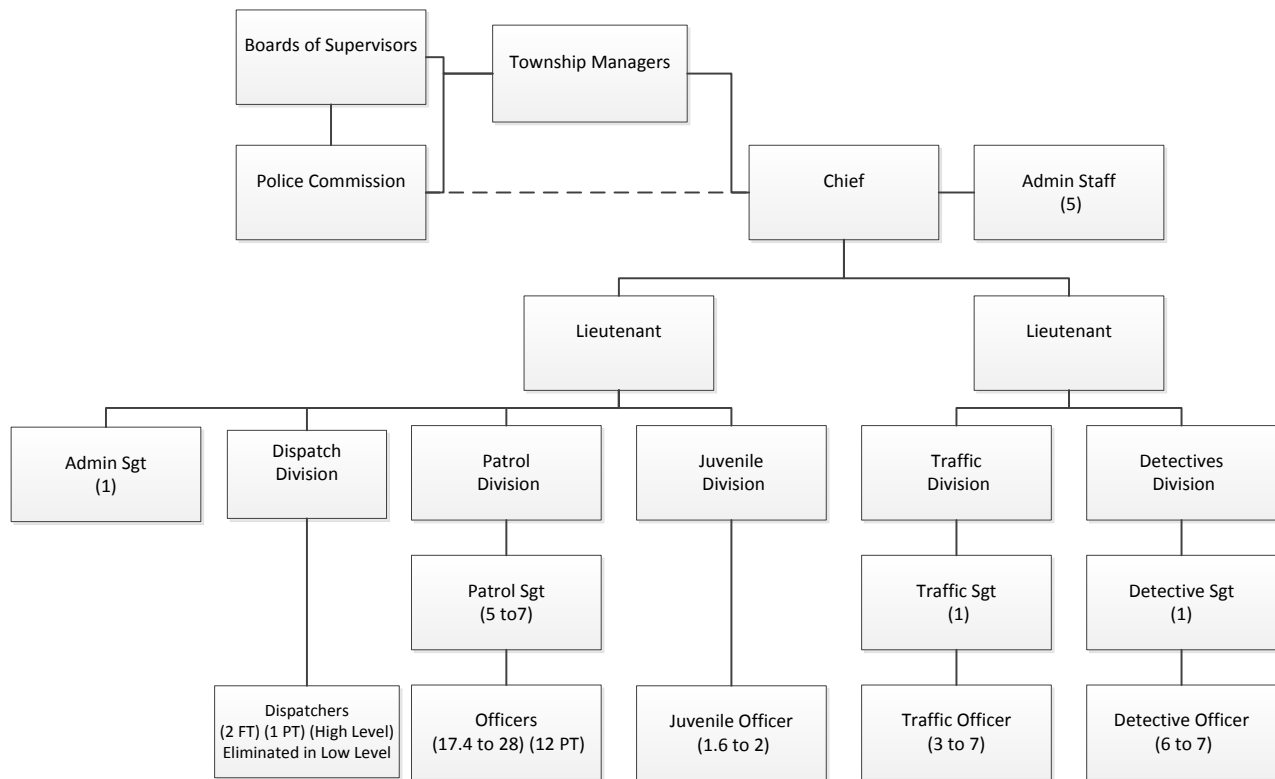 Boards of Supervisors
Township Managers
Police Commission
Chief
Admin Staff
(5)
Lieutenant
Lieutenant
Admin Sgt
(1)
Dispatch
Division
Patrol
Division
Juvenile
Division
Traffic
Division
Detectives
Division
Patrol Sgt
(5 to7)
Traffic Sgt
(1)
Detective Sgt
(1)
Dispatchers
(2 FT) (1 PT) (High Level)
Eliminated in Low Level
Officers
(17.4 to 28) (12 PT)
Juvenile Officer
(1.6 to 2)
Traffic Officer
(3 to 7)
Detective Officer
(6 to 7)